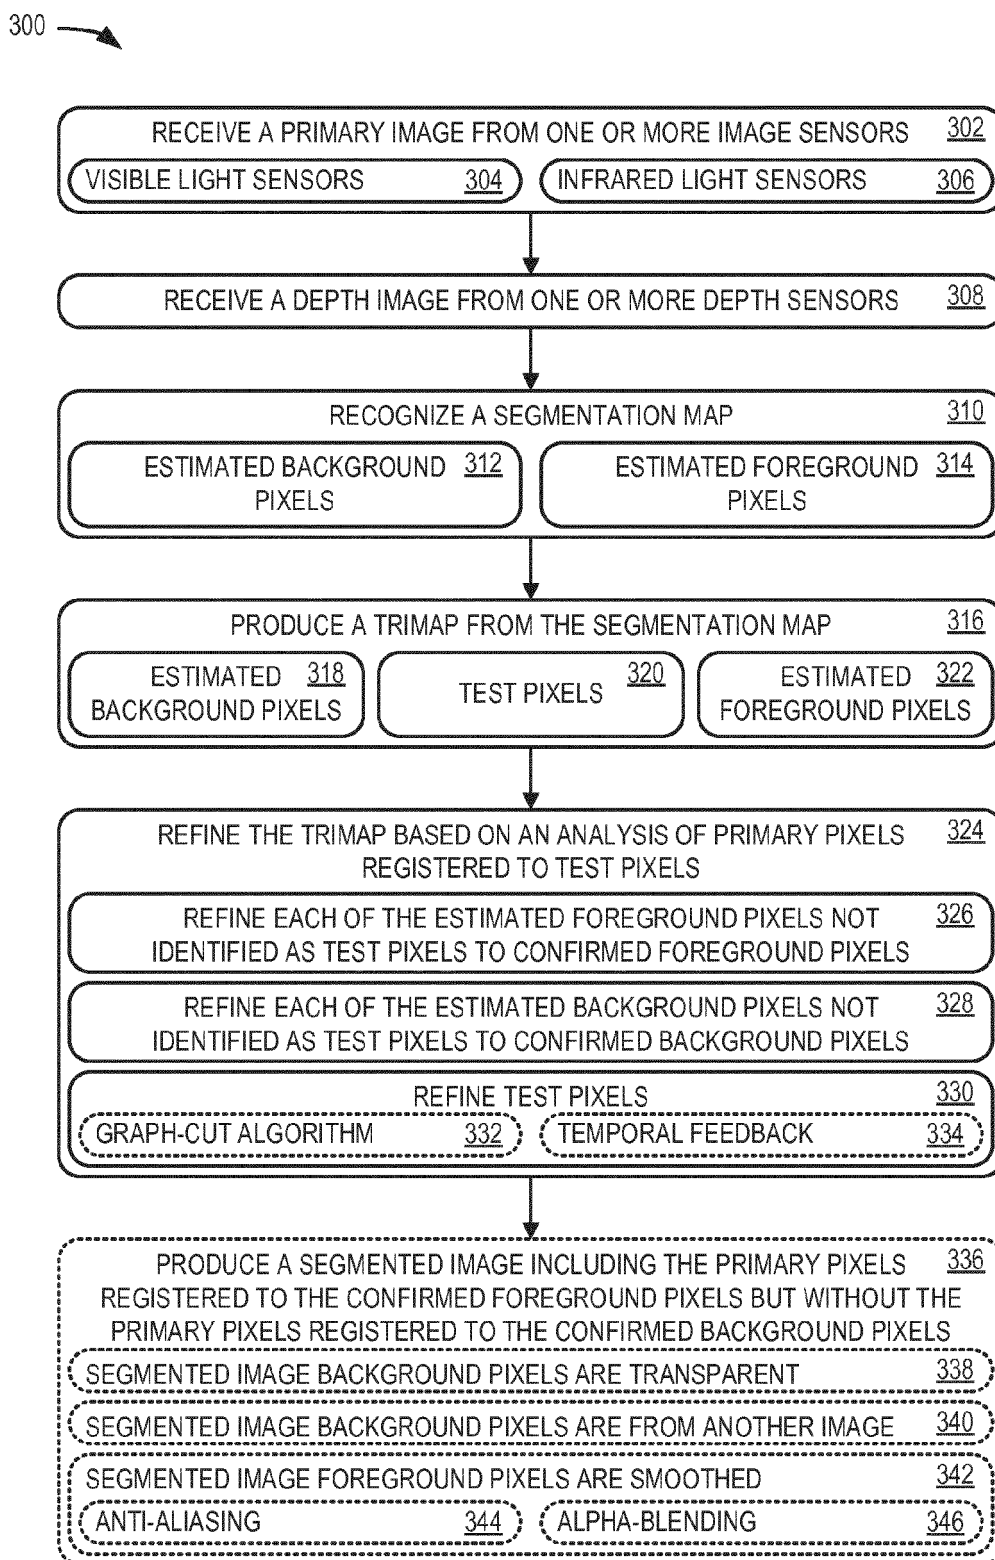 300
RECEIVE A PRIMARY IMAGE FROM ONE OR MORE IMAGE SENSORS 302
VISIBLE LIGHT SENSORS 304
INFRARED LIGHT SENSORS 306
RECEIVE A DEPTH IMAGE FROM ONE OR MORE DEPTH SENSORS 308
RECOGNIZE A SEGMENTATION MAP 310
ESTIMATED BACKGROUND 312
PIXELS
ESTIMATED FOREGROUND 314
PIXELS
PRODUCE A TRIMAP FROM THE SEGMENTATION MAP 316
ESTIMATED 318
BACKGROUND PIXELS
TEST PIXELS 320
ESTIMATED 322
FOREGROUND PIXELS
REFINE THE TRIMAP BASED ON AN ANALYSIS OF PRIMARY PIXELS 324
REGISTERED TO TEST PIXELS
REFINE EACH OF THE ESTIMATED FOREGROUND PIXELS NOT 326
IDENTIFIED AS TEST PIXELS TO CONFIRMED FOREGROUND PIXELS
REFINE EACH OF THE ESTIMATED BACKGROUND PIXELS NOT 328
IDENTIFIED AS TEST PIXELS TO CONFIRMED BACKGROUND PIXELS
REFINE TEST PIXELS 330
GRAPH-CUT ALGORITHM 332
TEMPORAL FEEDBACK 334
PRODUCE A SEGMENTED IMAGE INCLUDING THE PRIMARY PIXELS 336
REGISTERED TO THE CONFIRMED FOREGROUND PIXELS BUT WITHOUT THE
PRIMARY PIXELS REGISTERED TO THE CONFIRMED BACKGROUND PIXELS
SEGMENTED IMAGE BACKGROUND PIXELS ARE TRANSPARENT 338
SEGMENTED IMAGE BACKGROUND PIXELS ARE FROM ANOTHER IMAGE 340
SEGMENTED IMAGE FOREGROUND PIXELS ARE SMOOTHED 342
ANTI-ALIASING 344
ALPHA-BLENDING 346